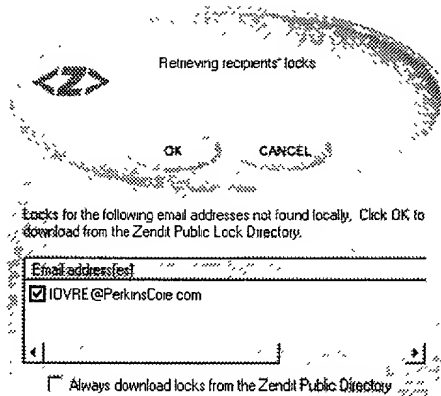 <Z>
Retrieving recipients' locks
OK CANCEL
Locks for the following email addresses not found locally. Click OK to
download from the Zendit Public Lock Directory.
Email address(es)
IOVRE@PerkinsCoie.com
Always download locks from the Zendit Public Directory